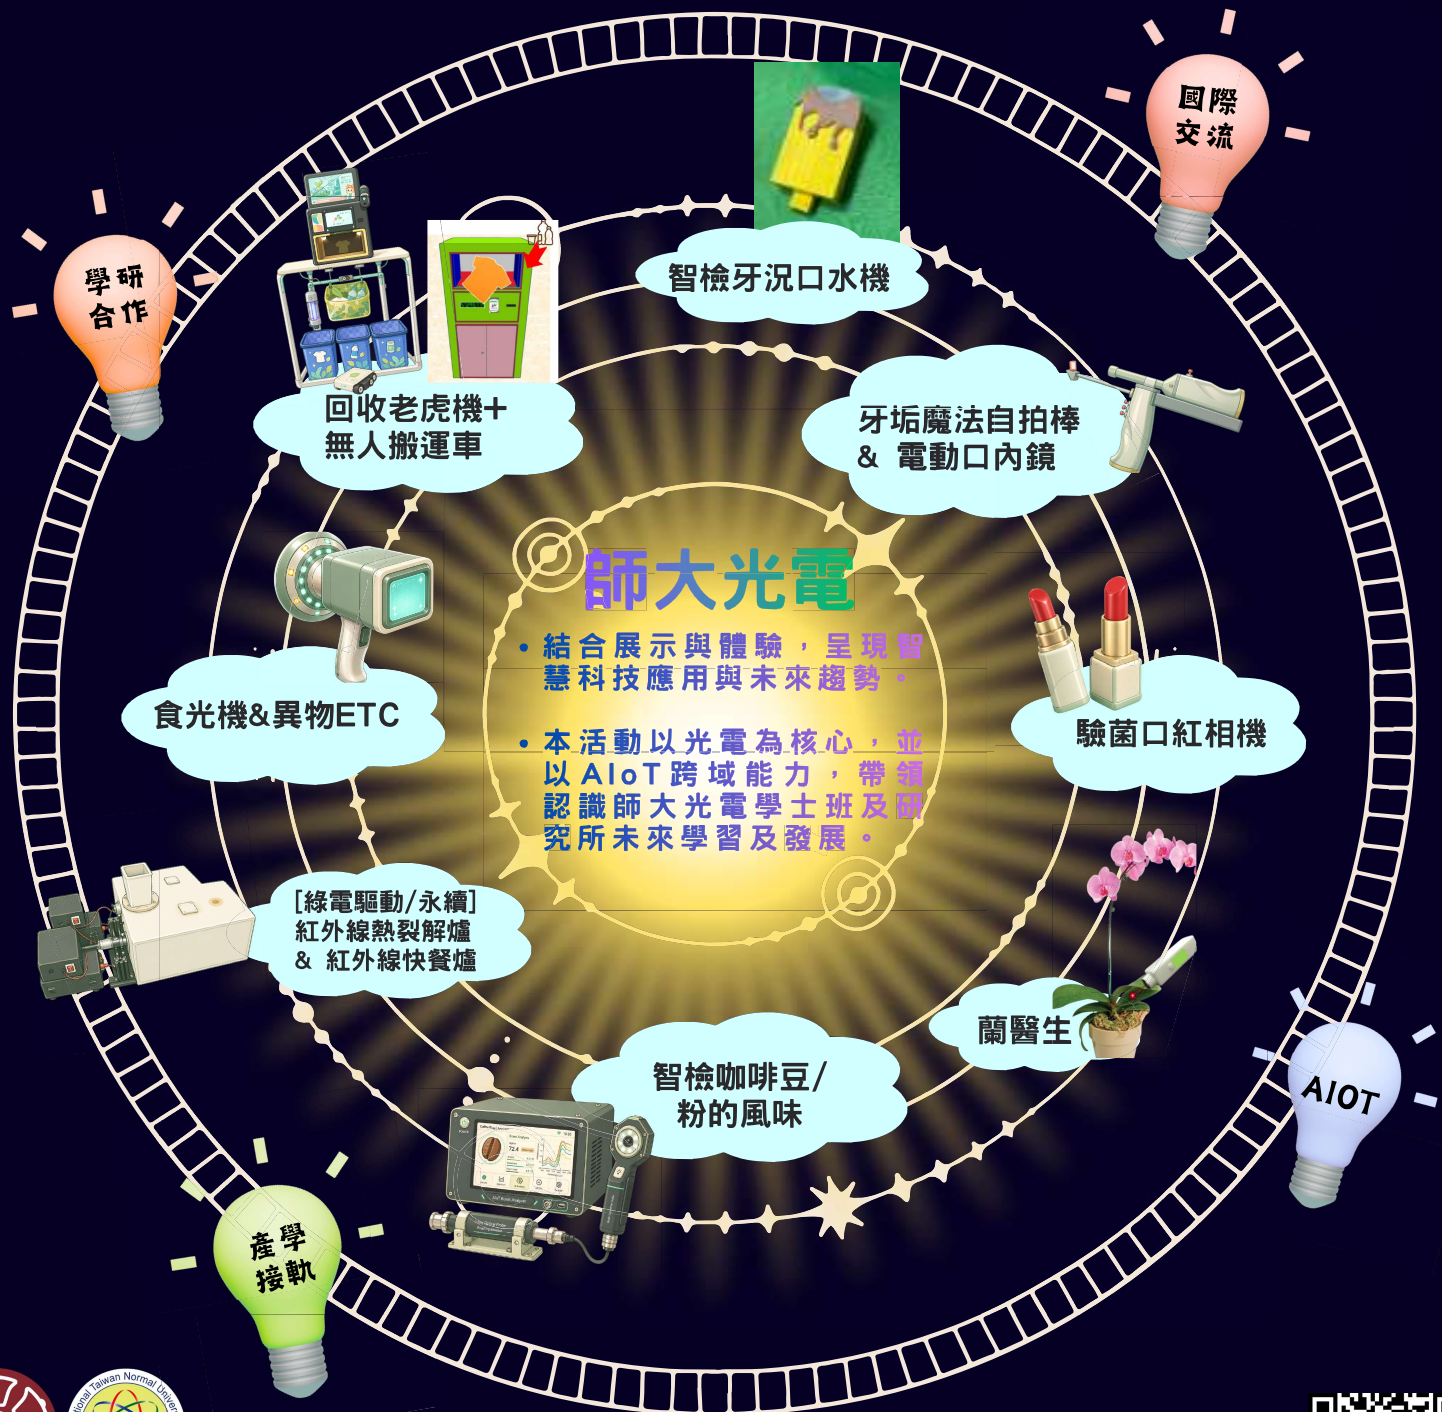 國際
交流
學研
合作
智檢牙況口水機
回收老虎機+
無人搬運車
牙垢魔法自拍棒
& 電動口內鏡
師大光電
• 結合展示與體驗，呈現智
慧科技應用與未來趨勢。
• 本活動以光電為核心，並
以AIoT跨域能力，帶領
認識師大光電學士班及研
究所未來學習及發展。
食光機&異物ETC
驗菌口紅相機
[綠電驅動/永續]
紅外線熱裂解爐
& 紅外線快餐爐
蘭醫生
智檢咖啡豆/
粉的風味
AIOT
產學
接軌
Taiwan Normal